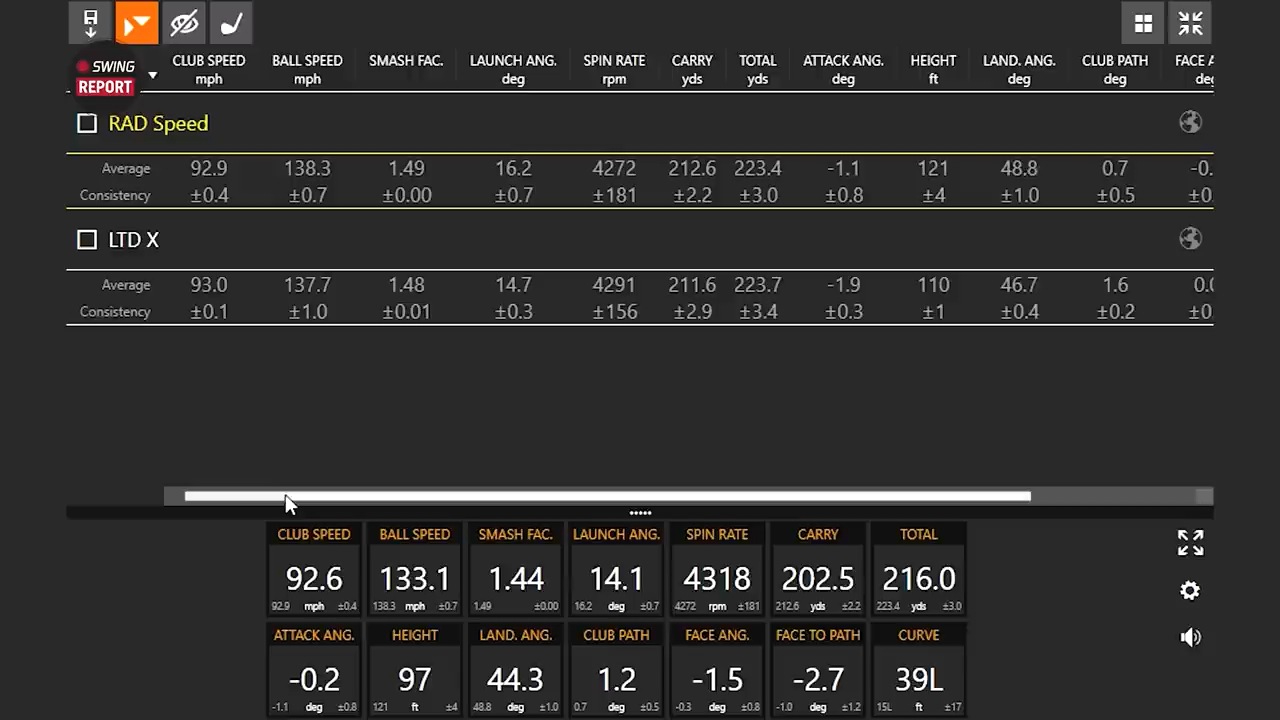 SWING
REPORT
CLUB SPEED BALL SPEED SMASH FAC. LAUNCH ANG. SPIN RATE CARRY TOTAL ATTACK ANG. HEIGHT LAND. ANG. CLUB PATH FACE A
mph mph deg rpm yds yds deg ft deg deg deg
RAD Speed
Average 92.9 138.3 1.49 16.2 4272 212.6 223.4 -1.1 121 48.8 0.7 -0.
Consistency ±0.4 ±0.7 ±0.00 ±0.7 ±181 ±2.2 ±3.0 ±0.8 ±4 ±1.0 ±0.5 ±0
LTD X
Average 93.0 137.7 1.48 14.7 4291 211.6 223.7 -1.9 110 46.7 1.6 0.0
Consistency ±0.1 ±1.0 ±0.01 ±0.3 ±156 ±2.9 ±3.4 ±0.3 ±1 ±0.4 ±0.2 ±0
CLUB SPEED BALL SPEED SMASH FAC. LAUNCH ANG. SPIN RATE CARRY TOTAL
92.6 133.1 1.44 14.1 4318 202.5 216.0
92.9 mph ±0.4 138.3 mph ±0.7 1.49 ±0.00 16.2 deg ±0.7 4272 rpm ±181 212.6 yds ±2.2 223.4 yds ±3.0
ATTACK ANG. HEIGHT LAND. ANG. CLUB PATH FACE ANG. FACE TO PATH CURVE
-0.2 97 44.3 1.2 -1.5 -2.7 39L
-1.1 deg ±0.8 121 ft ±4 48.8 deg ±1.0 0.7 deg ±0.5 -0.3 deg ±0.8 -1.0 deg ±1.2 15L ft ±17